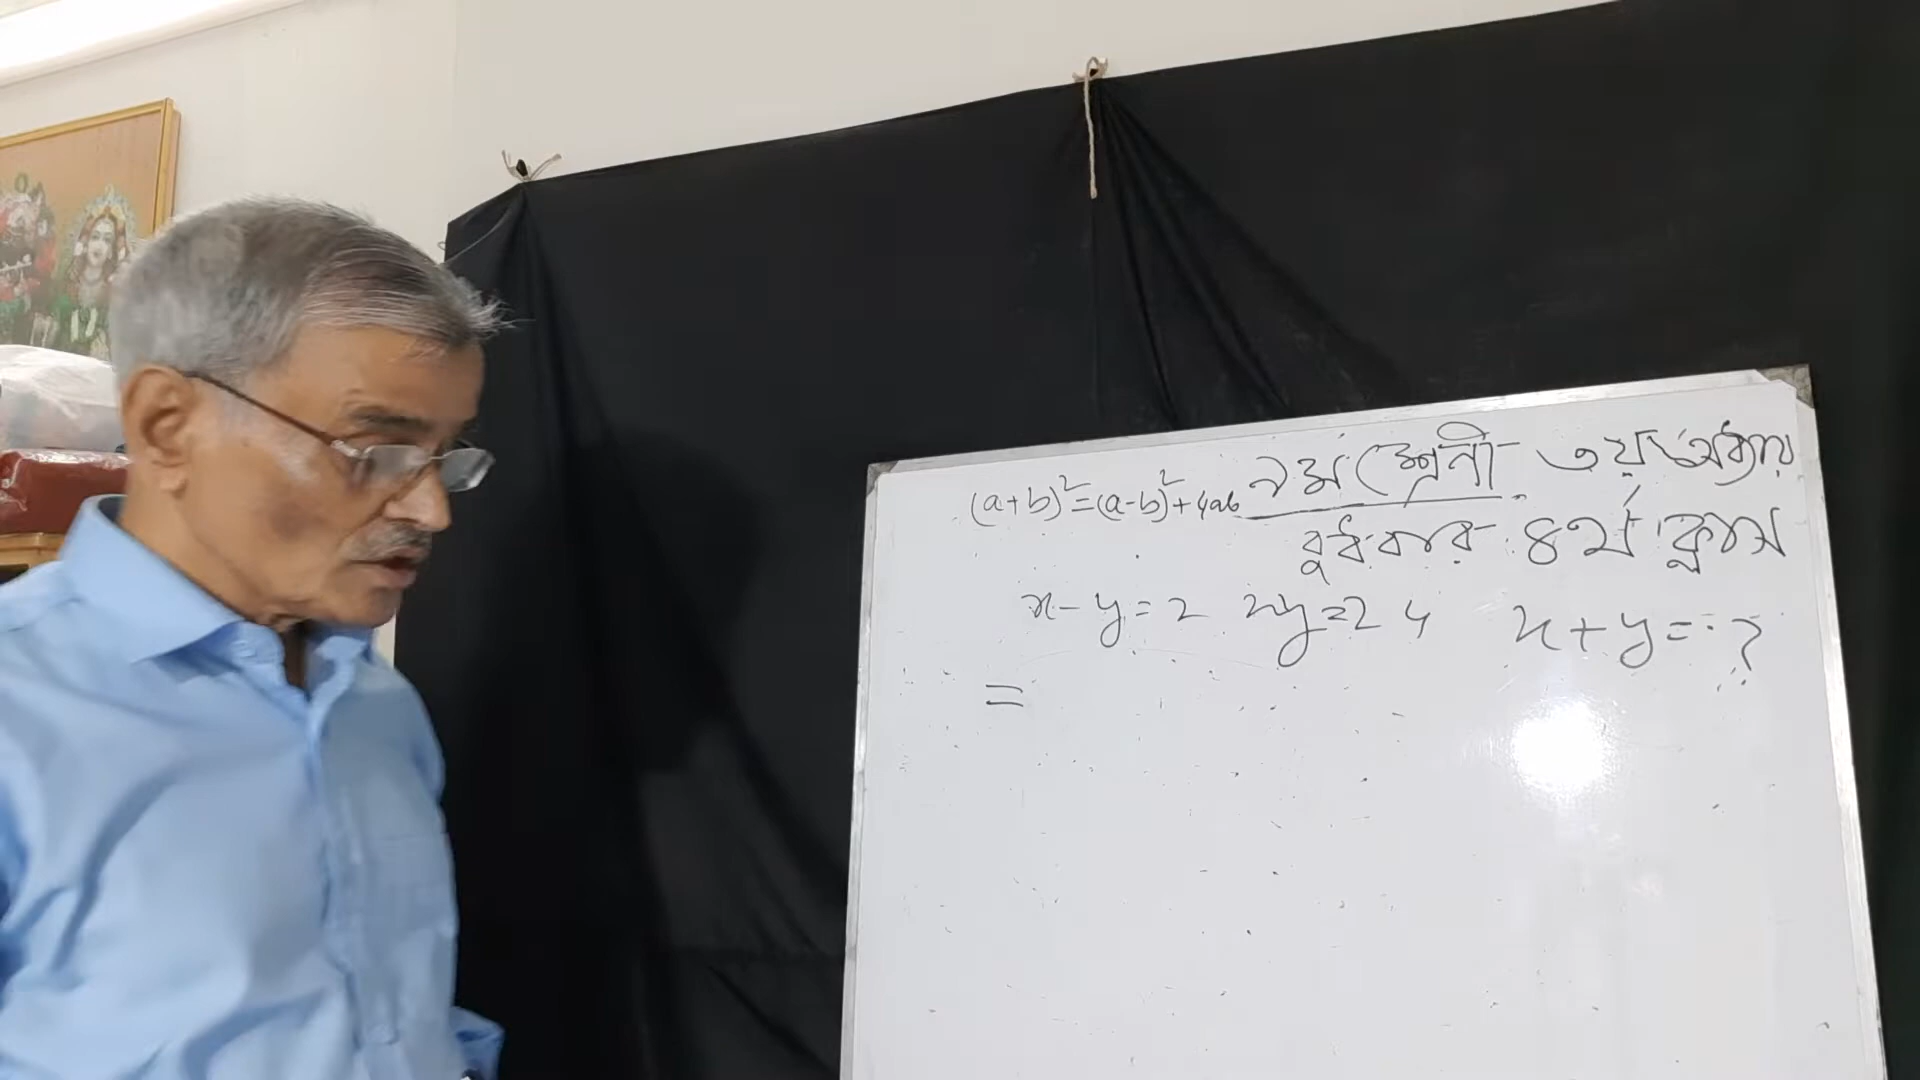 (a+b)²=(a-b)²+4ab
৯ম শ্রেণী ৩য় অধ্যায়
বুধবার ৪র্থ ক্লাস
x-y=2 xy=24 x+y=?
=